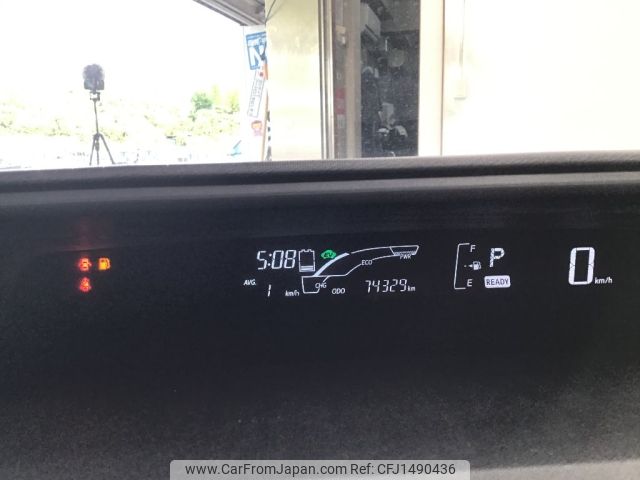 5:08
EV
ECO
PWR
CHG
AVG. 1 km/h
ODO 74329 km
F
E
P
READY
0 km/h
www.CarFromJapan.com - Ref No.CFJ1490436